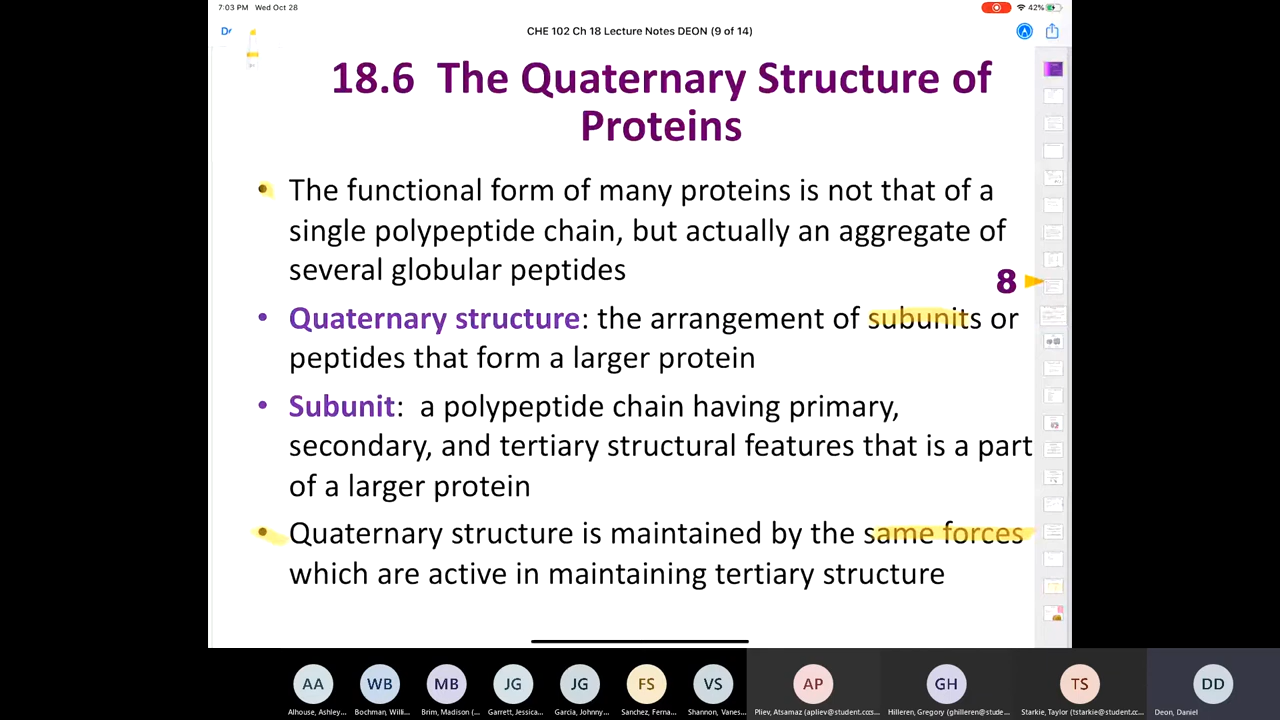 7:03 PM Wed Oct 28
42%
CHE 102 Ch 18 Lecture Notes DEON (9 of 14)
18.6 The Quaternary Structure of
Proteins
• The functional form of many proteins is not that of a
single polypeptide chain, but actually an aggregate of
several globular peptides
8
• Quaternary structure: the arrangement of subunits or
peptides that form a larger protein
• Subunit: a polypeptide chain having primary,
secondary, and tertiary structural features that is a part
of a larger protein
• Quaternary structure is maintained by the same forces
which are active in maintaining tertiary structure
AA WB MB JG JG FS VS AP GH TS DD
Alhouse, Ashley... Bochman, Willi... Brim, Madison (... Garrett, Jessica... Garcia, Johnny... Sanchez, Ferna... Shannon, Vanes... Pliev, Atsamaz (apliev@student.ccs... Hilleren, Gregory (ghilleren@stude... Starkie, Taylor (tstarkie@student.cc... Deon, Daniel